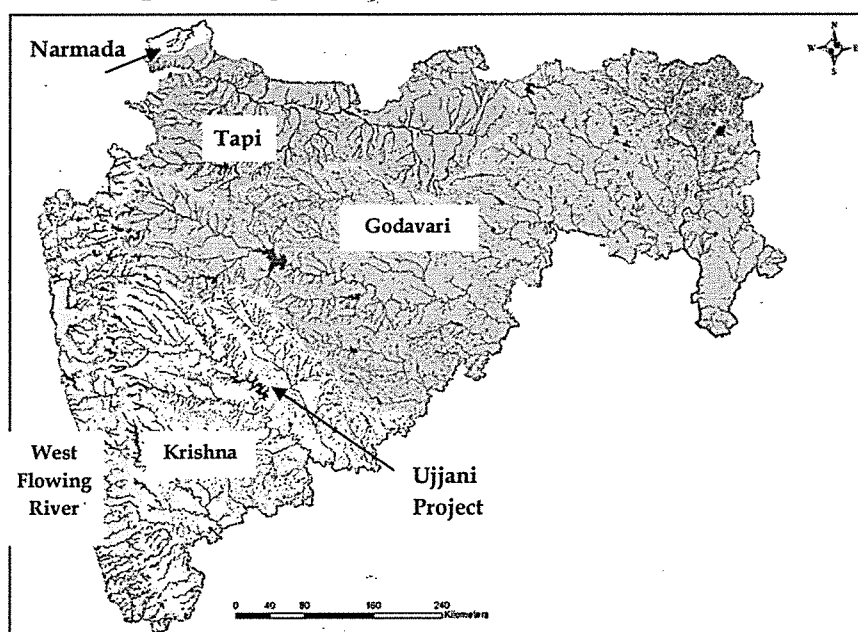 Narmada
N
W E
S
Tapi
Godavari
West
Flowing
River
Krishna
Ujjani
Project
0 40 80 160 240
Kilometers